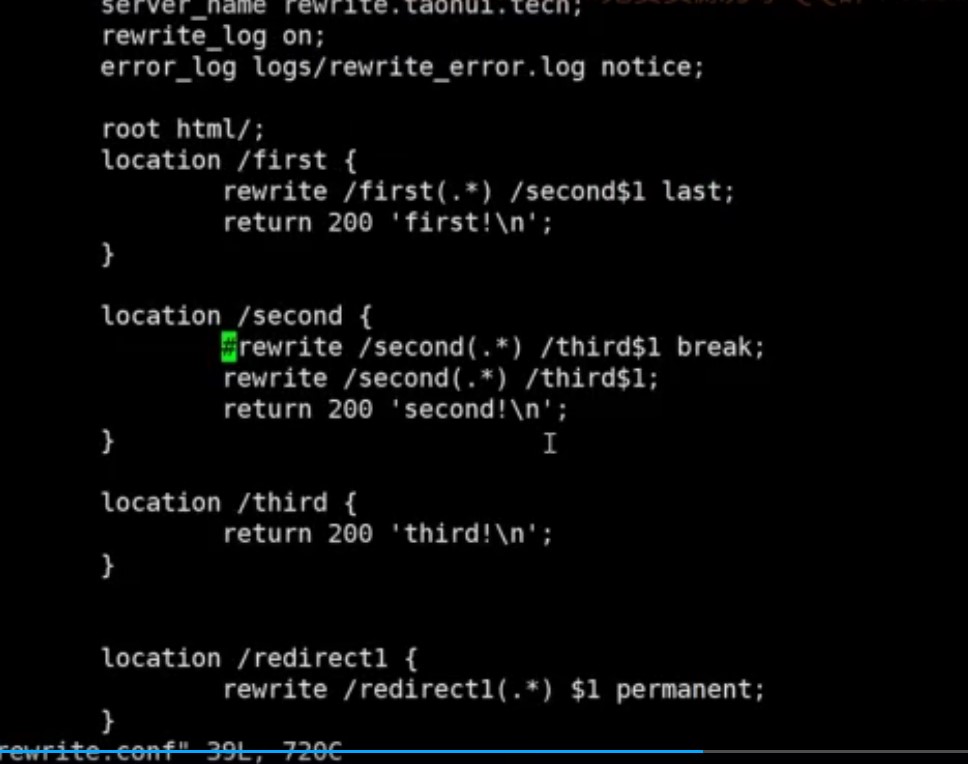 server_name rewrite.taohui.tech;
rewrite_log on;
error_log logs/rewrite_error.log notice;
root html/;
location /first {
rewrite /first(.*) /second$1 last;
return 200 'first!\n';
}
location /second {
#rewrite /second(.*) /third$1 break;
rewrite /second(.*) /third$1;
return 200 'second!\n';
}
location /third {
return 200 'third!\n';
}
location /redirect1 {
rewrite /redirect1(.*) $1 permanent;
}
rewrite.conf" 39L, 720C